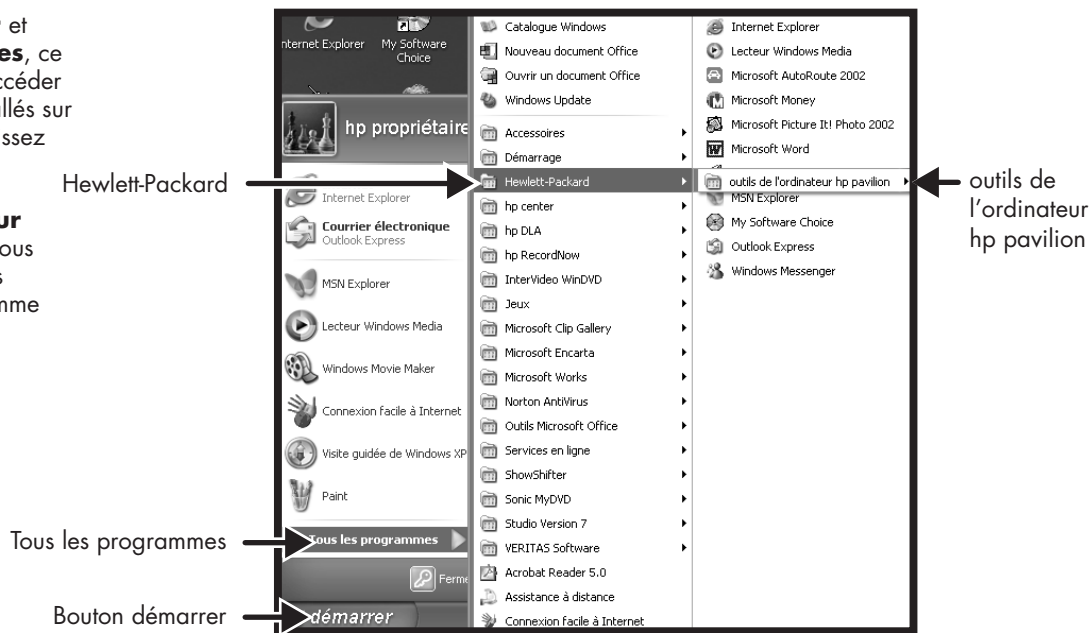 et
es, ce
ccéder
llés sur
ssez
ur
ous
s
mme
Hewlett-Packard
Tous les programmes
Bouton démarrer
nternet Explorer
My Software
Choice
hp propriétaire
Internet Explorer
Courrier électronique
Outlook Express
MSN Explorer
Lecteur Windows Media
Windows Movie Maker
Connexion facile à Internet
Visite guidée de Windows XP
Paint
Tous les programmes
Ferme
démarrer
Catalogue Windows
Nouveau document Office
Ouvrir un document Office
Windows Update
Accessoires
Démarrage
Hewlett-Packard
hp center
hp DLA
hp RecordNow
InterVideo WinDVD
Jeux
Microsoft Clip Gallery
Microsoft Encarta
Microsoft Works
Norton AntiVirus
Outils Microsoft Office
Services en ligne
ShowShifter
Sonic MyDVD
Studio Version 7
VERITAS Software
Acrobat Reader 5.0
Assistance à distance
Connexion facile à Internet
Internet Explorer
Lecteur Windows Media
Microsoft AutoRoute 2002
Microsoft Money
Microsoft Picture It! Photo 2002
Microsoft Word
outils de l'ordinateur hp pavilion
MSN Explorer
My Software Choice
Outlook Express
Windows Messenger
outils de
l'ordinateur
hp pavilion